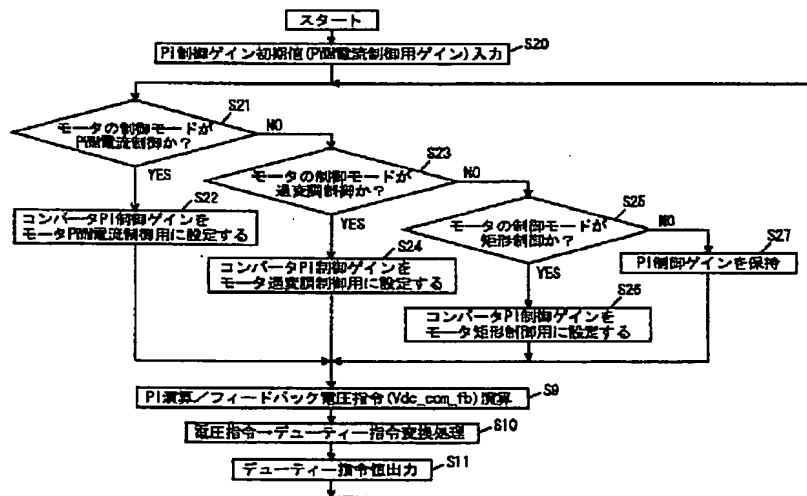 スタート
PI制御ゲイン初期値(PWM電流制御用ゲイン)入力
S20
S21
モータの制御モードが
PWM電流制御か?
NO
YES
S22
コンバータPI制御ゲインを
モータPWM電流制御用に設定する
S23
モータの制御モードが
過変調制御か?
NO
YES
S24
コンバータPI制御ゲインを
モータ過変調制御用に設定する
S25
モータの制御モードが
矩形制御か?
NO
YES
S26
コンバータPI制御ゲインを
モータ矩形制御用に設定する
S27
PI制御ゲインを保持
S9
PI演算/フィードバック電圧指令(Vdc_com_fb)演算
S10
電圧指令→デューティー指令変換処理
S11
デューティー指令値出力